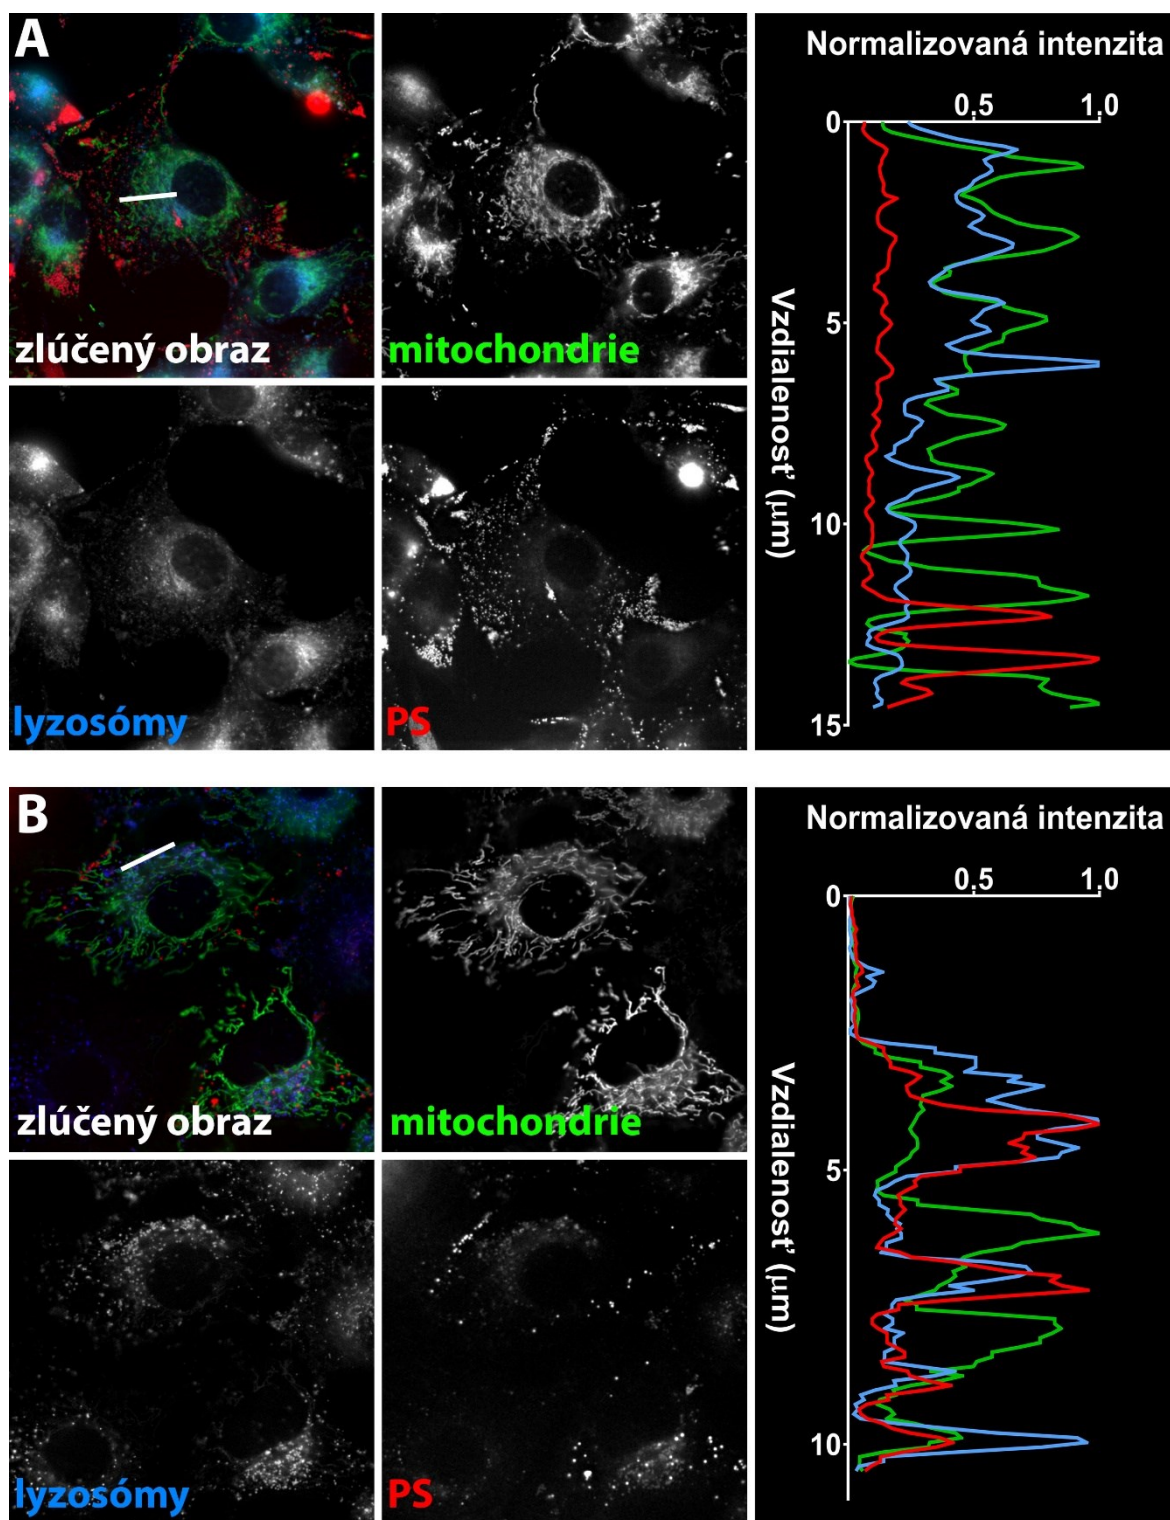 A
zlúčený obraz
mitochondrie
lyzosómy
PS
Normalizovaná intenzita
0.5 1.0
0
5
10
15
Vzdialenosť (μm)
B
zlúčený obraz
mitochondrie
lyzosómy
PS
Normalizovaná intenzita
0.5 1.0
0
5
10
Vzdialenosť (μm)